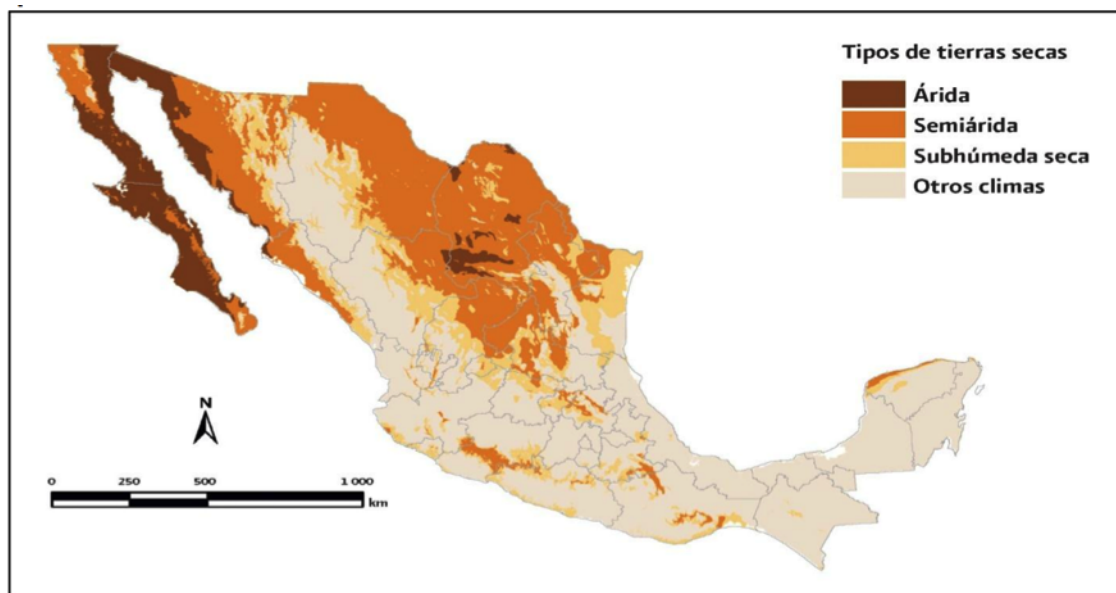 Tipos de tierras secas
Árida
Semiárida
Subhúmeda seca
Otros climas
N
0 250 500 1 000
km